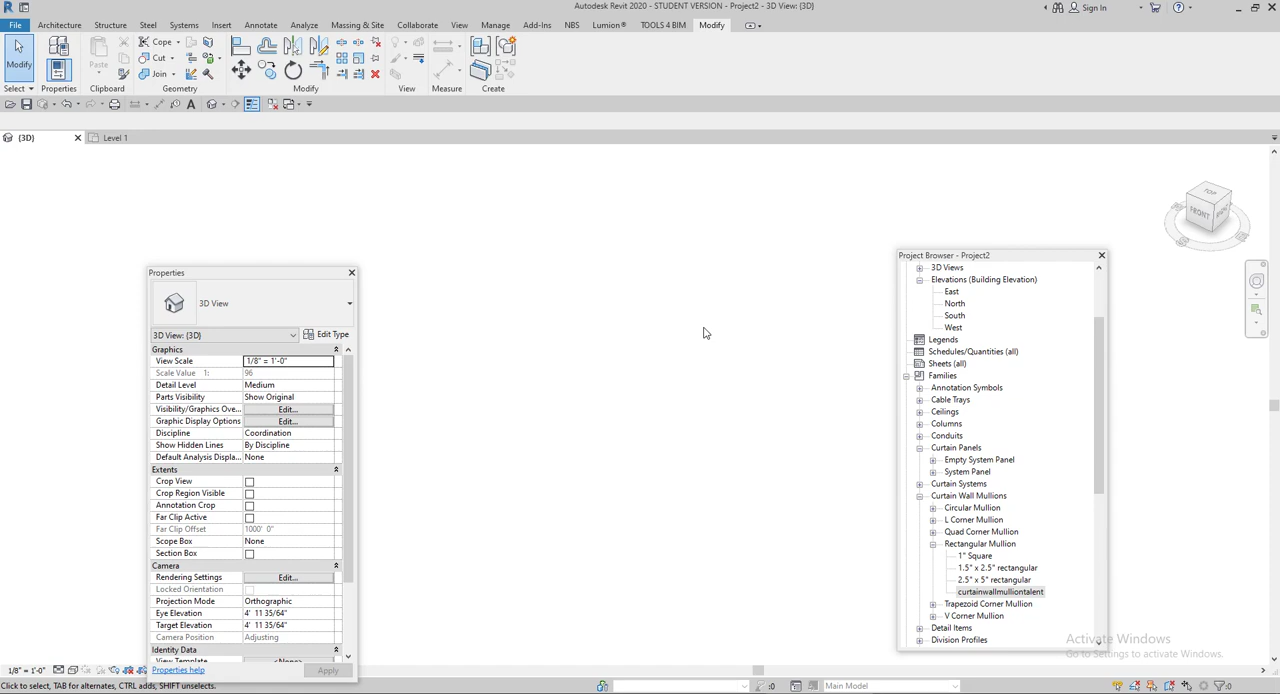 Autodesk Revit 2020 - STUDENT VERSION - Project2 - 3D View: {3D}
Sign In
File Architecture Structure Steel Systems Insert Annotate Analyze Massing & Site Collaborate View Manage Add-Ins NBS Lumion® TOOLS 4 BIM Modify
Modify
Paste
Cope
Cut
Join
Select Properties Clipboard Geometry Modify View Measure Create
{3D} Level 1
TOP
FRONT
RIGHT
Properties
3D View
3D View: {3D} Edit Type
Graphics
View Scale 1/8" = 1'-0"
Scale Value 1: 96
Detail Level Medium
Parts Visibility Show Original
Visibility/Graphics Ove... Edit...
Graphic Display Options Edit...
Discipline Coordination
Show Hidden Lines By Discipline
Default Analysis Displa... None
Extents
Crop View
Crop Region Visible
Annotation Crop
Far Clip Active
Far Clip Offset 1000' 0"
Scope Box None
Section Box
Camera
Rendering Settings Edit...
Locked Orientation
Projection Mode Orthographic
Eye Elevation 4' 11 35/64"
Target Elevation 4' 11 35/64"
Camera Position Adjusting
Identity Data
View Template <None>
Properties help Apply
Project Browser - Project2
3D Views
Elevations (Building Elevation)
East
North
South
West
Legends
Schedules/Quantities (all)
Sheets (all)
Families
Annotation Symbols
Cable Trays
Ceilings
Columns
Conduits
Curtain Panels
Empty System Panel
System Panel
Curtain Systems
Curtain Wall Mullions
Circular Mullion
L Corner Mullion
Quad Corner Mullion
Rectangular Mullion
1" Square
1.5" x 2.5" rectangular
2.5" x 5" rectangular
curtainwallmulliontalent
Trapezoid Corner Mullion
V Corner Mullion
Detail Items
Division Profiles
Activate Windows
Go to Settings to activate Windows.
1/8" = 1'-0"
Click to select, TAB for alternates, CTRL adds, SHIFT unselects.
:0 Main Model :0